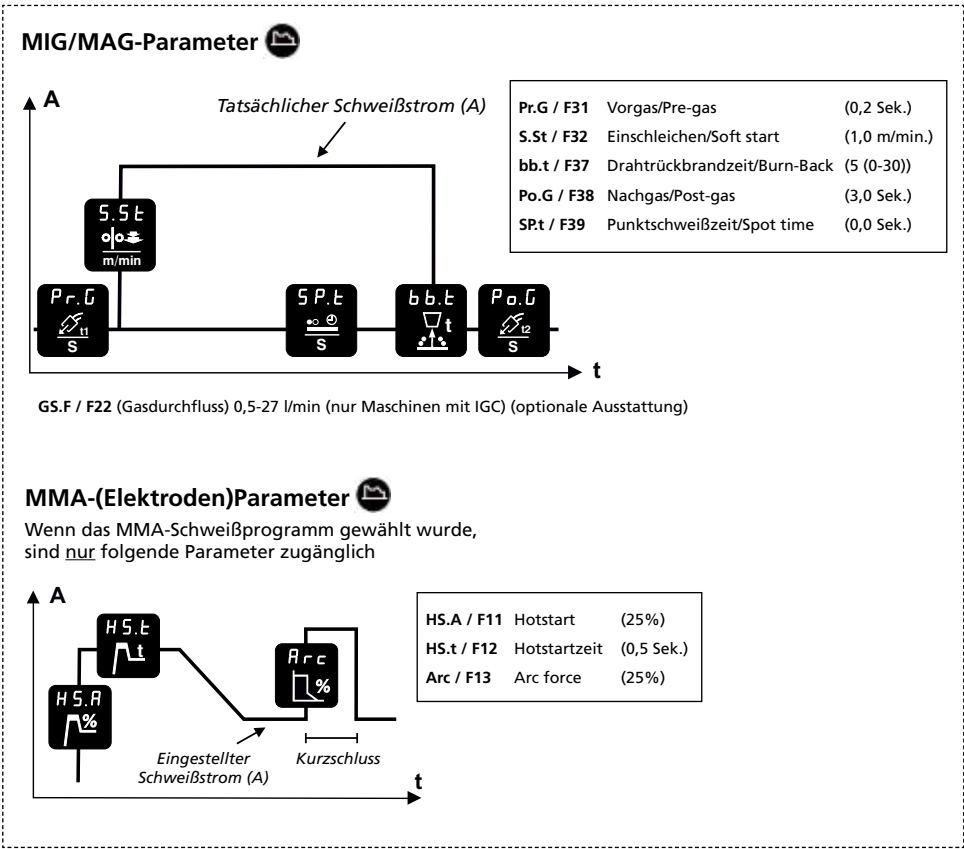 MIG/MAG-Parameter
A
Tatsächlicher Schweißstrom (A)
Pr.G / F31 Vorgas/Pre-gas (0,2 Sek.)
S.St / F32 Einschleichen/Soft start (1,0 m/min.)
bb.t / F37 Drahtrückbrandzeit/Burn-Back (5 (0-30))
Po.G / F38 Nachgas/Post-gas (3,0 Sek.)
SP.t / F39 Punktschweißzeit/Spot time (0,0 Sek.)
S.St
m/min
Pr.G
t1
S
SP.t
S
bb.t
t
Po.G
t2
S
t
GS.F / F22 (Gasdurchfluss) 0,5-27 l/min (nur Maschinen mit IGC) (optionale Ausstattung)
MMA-(Elektroden)Parameter
Wenn das MMA-Schweißprogramm gewählt wurde,
sind nur folgende Parameter zugänglich
A
HS.A / F11 Hotstart (25%)
HS.t / F12 Hotstartzeit (0,5 Sek.)
Arc / F13 Arc force (25%)
HS.t
t
Arc
%
HS.A
%
Eingestellter
Schweißstrom (A)
Kurzschluss
t